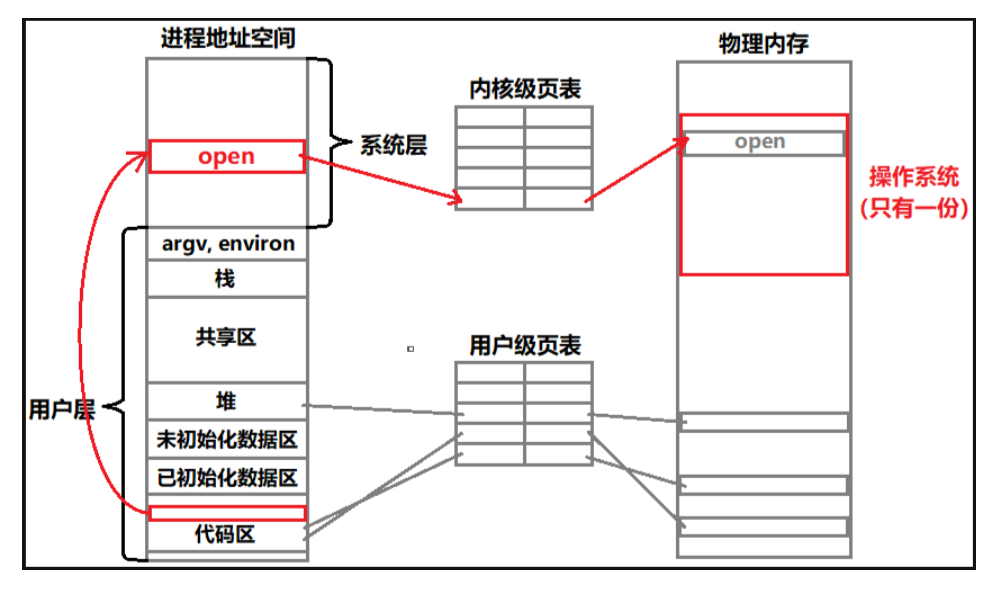 进程地址空间
物理内存
内核级页表
open
系统层
open
操作系统
(只有一份)
argv, environ
栈
共享区
用户级页表
堆
用户层
未初始化数据区
已初始化数据区
代码区